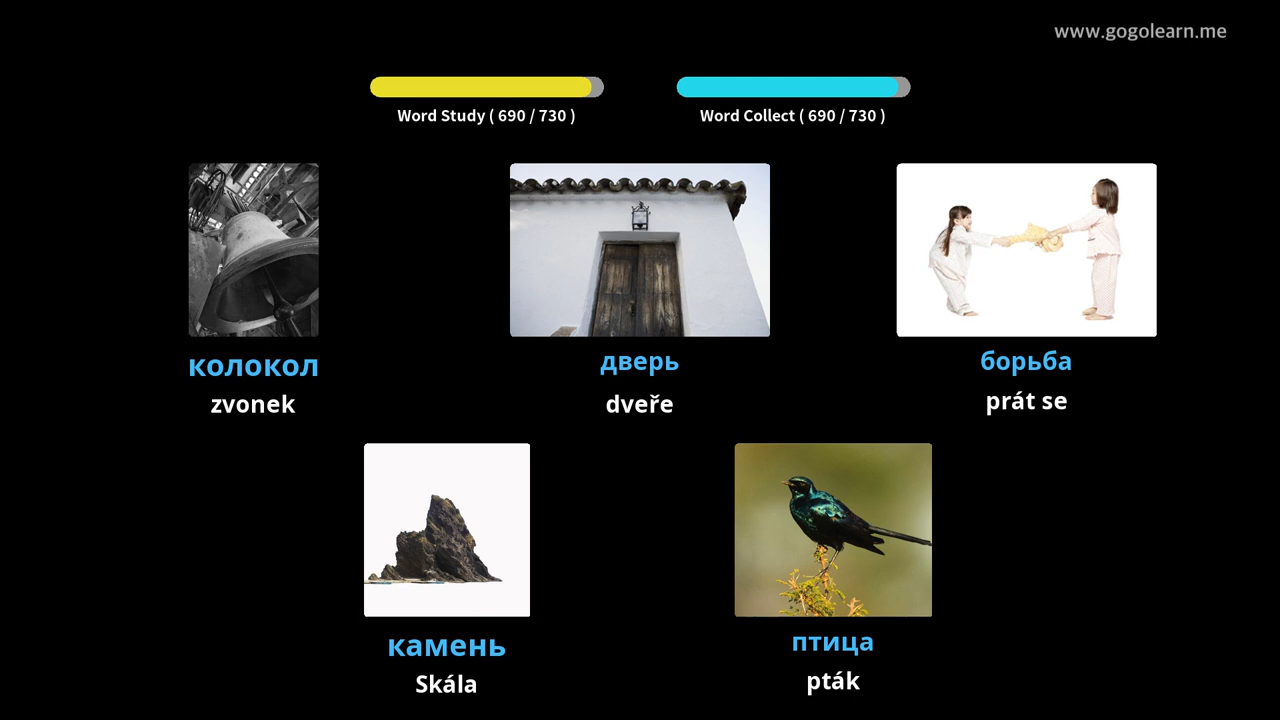 www.gogolearn.me
Word Study ( 690 / 730 )
Word Collect ( 690 / 730 )
колокол
zvonek
дверь
dveře
борьба
prát se
камень
Skála
птица
pták